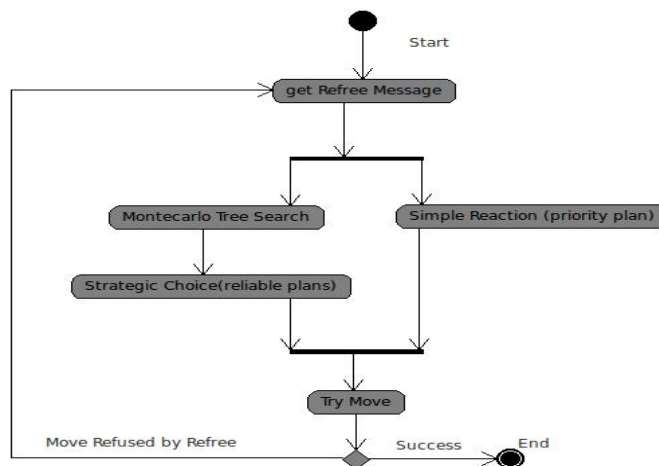 Start
get Refree Message
Montecarlo Tree Search
Simple Reaction (priority plan)
Strategic Choice(reliable plans)
Try Move
Move Refused by Refree
Success
End